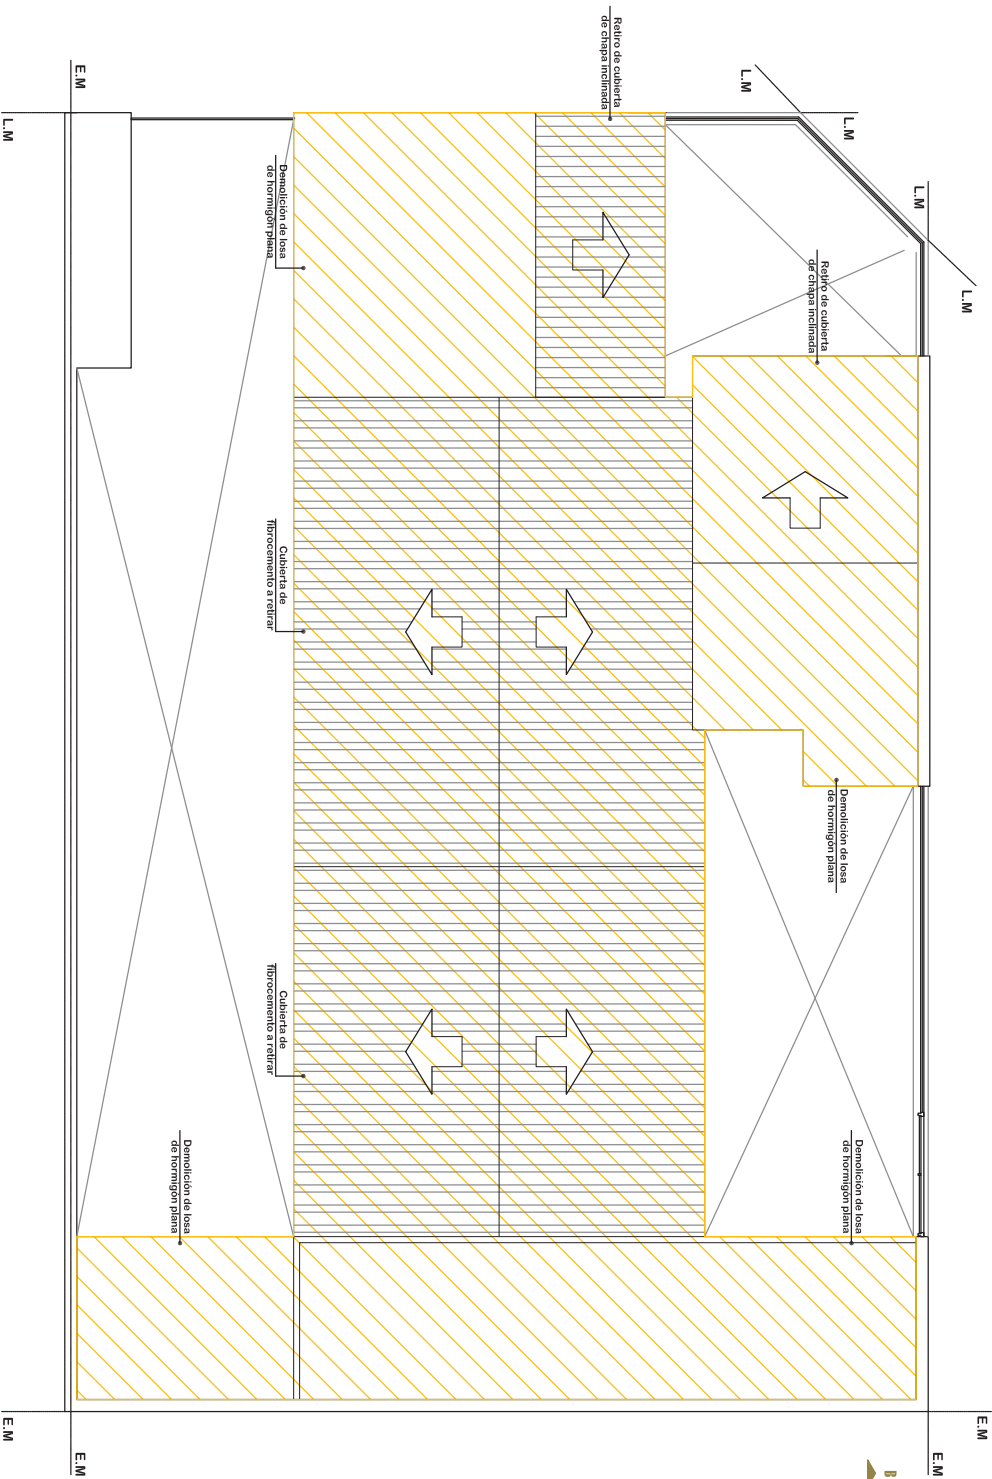 Retiro de cubierta
de chapa inclinada
L.M
L.M
L.M
L.M
E.M
L.M
Demolición de losa
de hormigón plana
Retiro de cubierta
de chapa inclinada
Cubierta de
fibrocemento a retirar
Demolición de losa
de hormigón plana
Cubierta de
fibrocemento a retirar
Demolición de losa
de hormigón plana
Demolición de losa
de hormigón plana
E.M
E.M
E.M
E.M
B